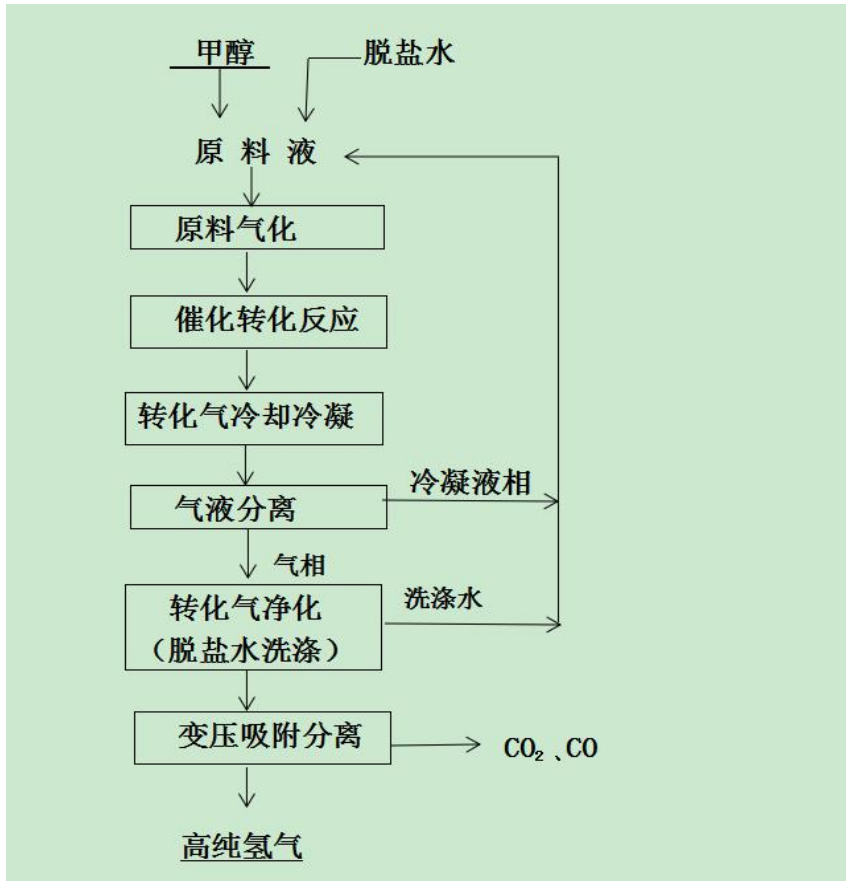 甲醇
脱盐水
原 料 液
原料气化
催化转化反应
转化气冷却冷凝
气液分离
冷凝液相
气相
转化气净化
（脱盐水洗涤）
洗涤水
变压吸附分离
CO₂、CO
高纯氢气